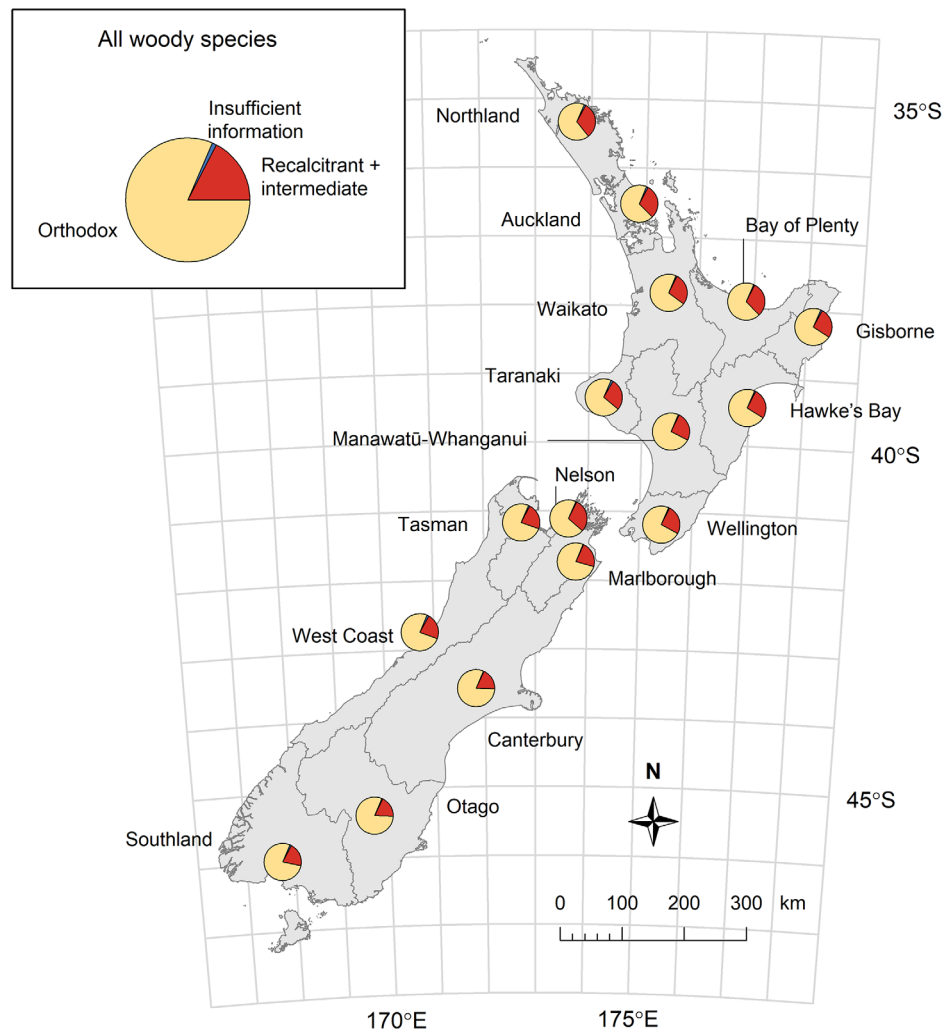 All woody species
Insufficient
information
Recalcitrant +
intermediate
Orthodox
Northland
35°S
Auckland
Bay of Plenty
Waikato
Gisborne
Taranaki
Hawke's Bay
Manawatū-Whanganui
40°S
Nelson
Tasman
Wellington
Marlborough
West Coast
Canterbury
N
45°S
Otago
Southland
0 100 200 300 km
170°E 175°E